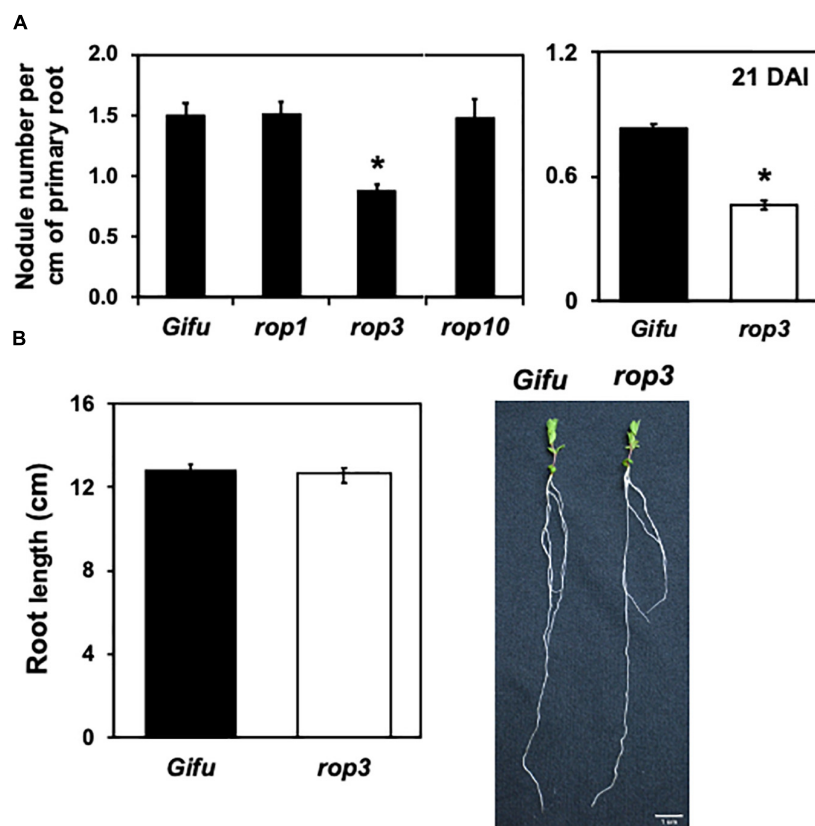 A
Nodule number per
cm of primary root
2.0
1.5
1.0
0.5
0.0
*
Gifu rop1 rop3 rop10
1.2
0.6
0
21 DAI
*
Gifu rop3
B
Root length (cm)
16
12
8
4
0
Gifu rop3
Gifu rop3
1 cm